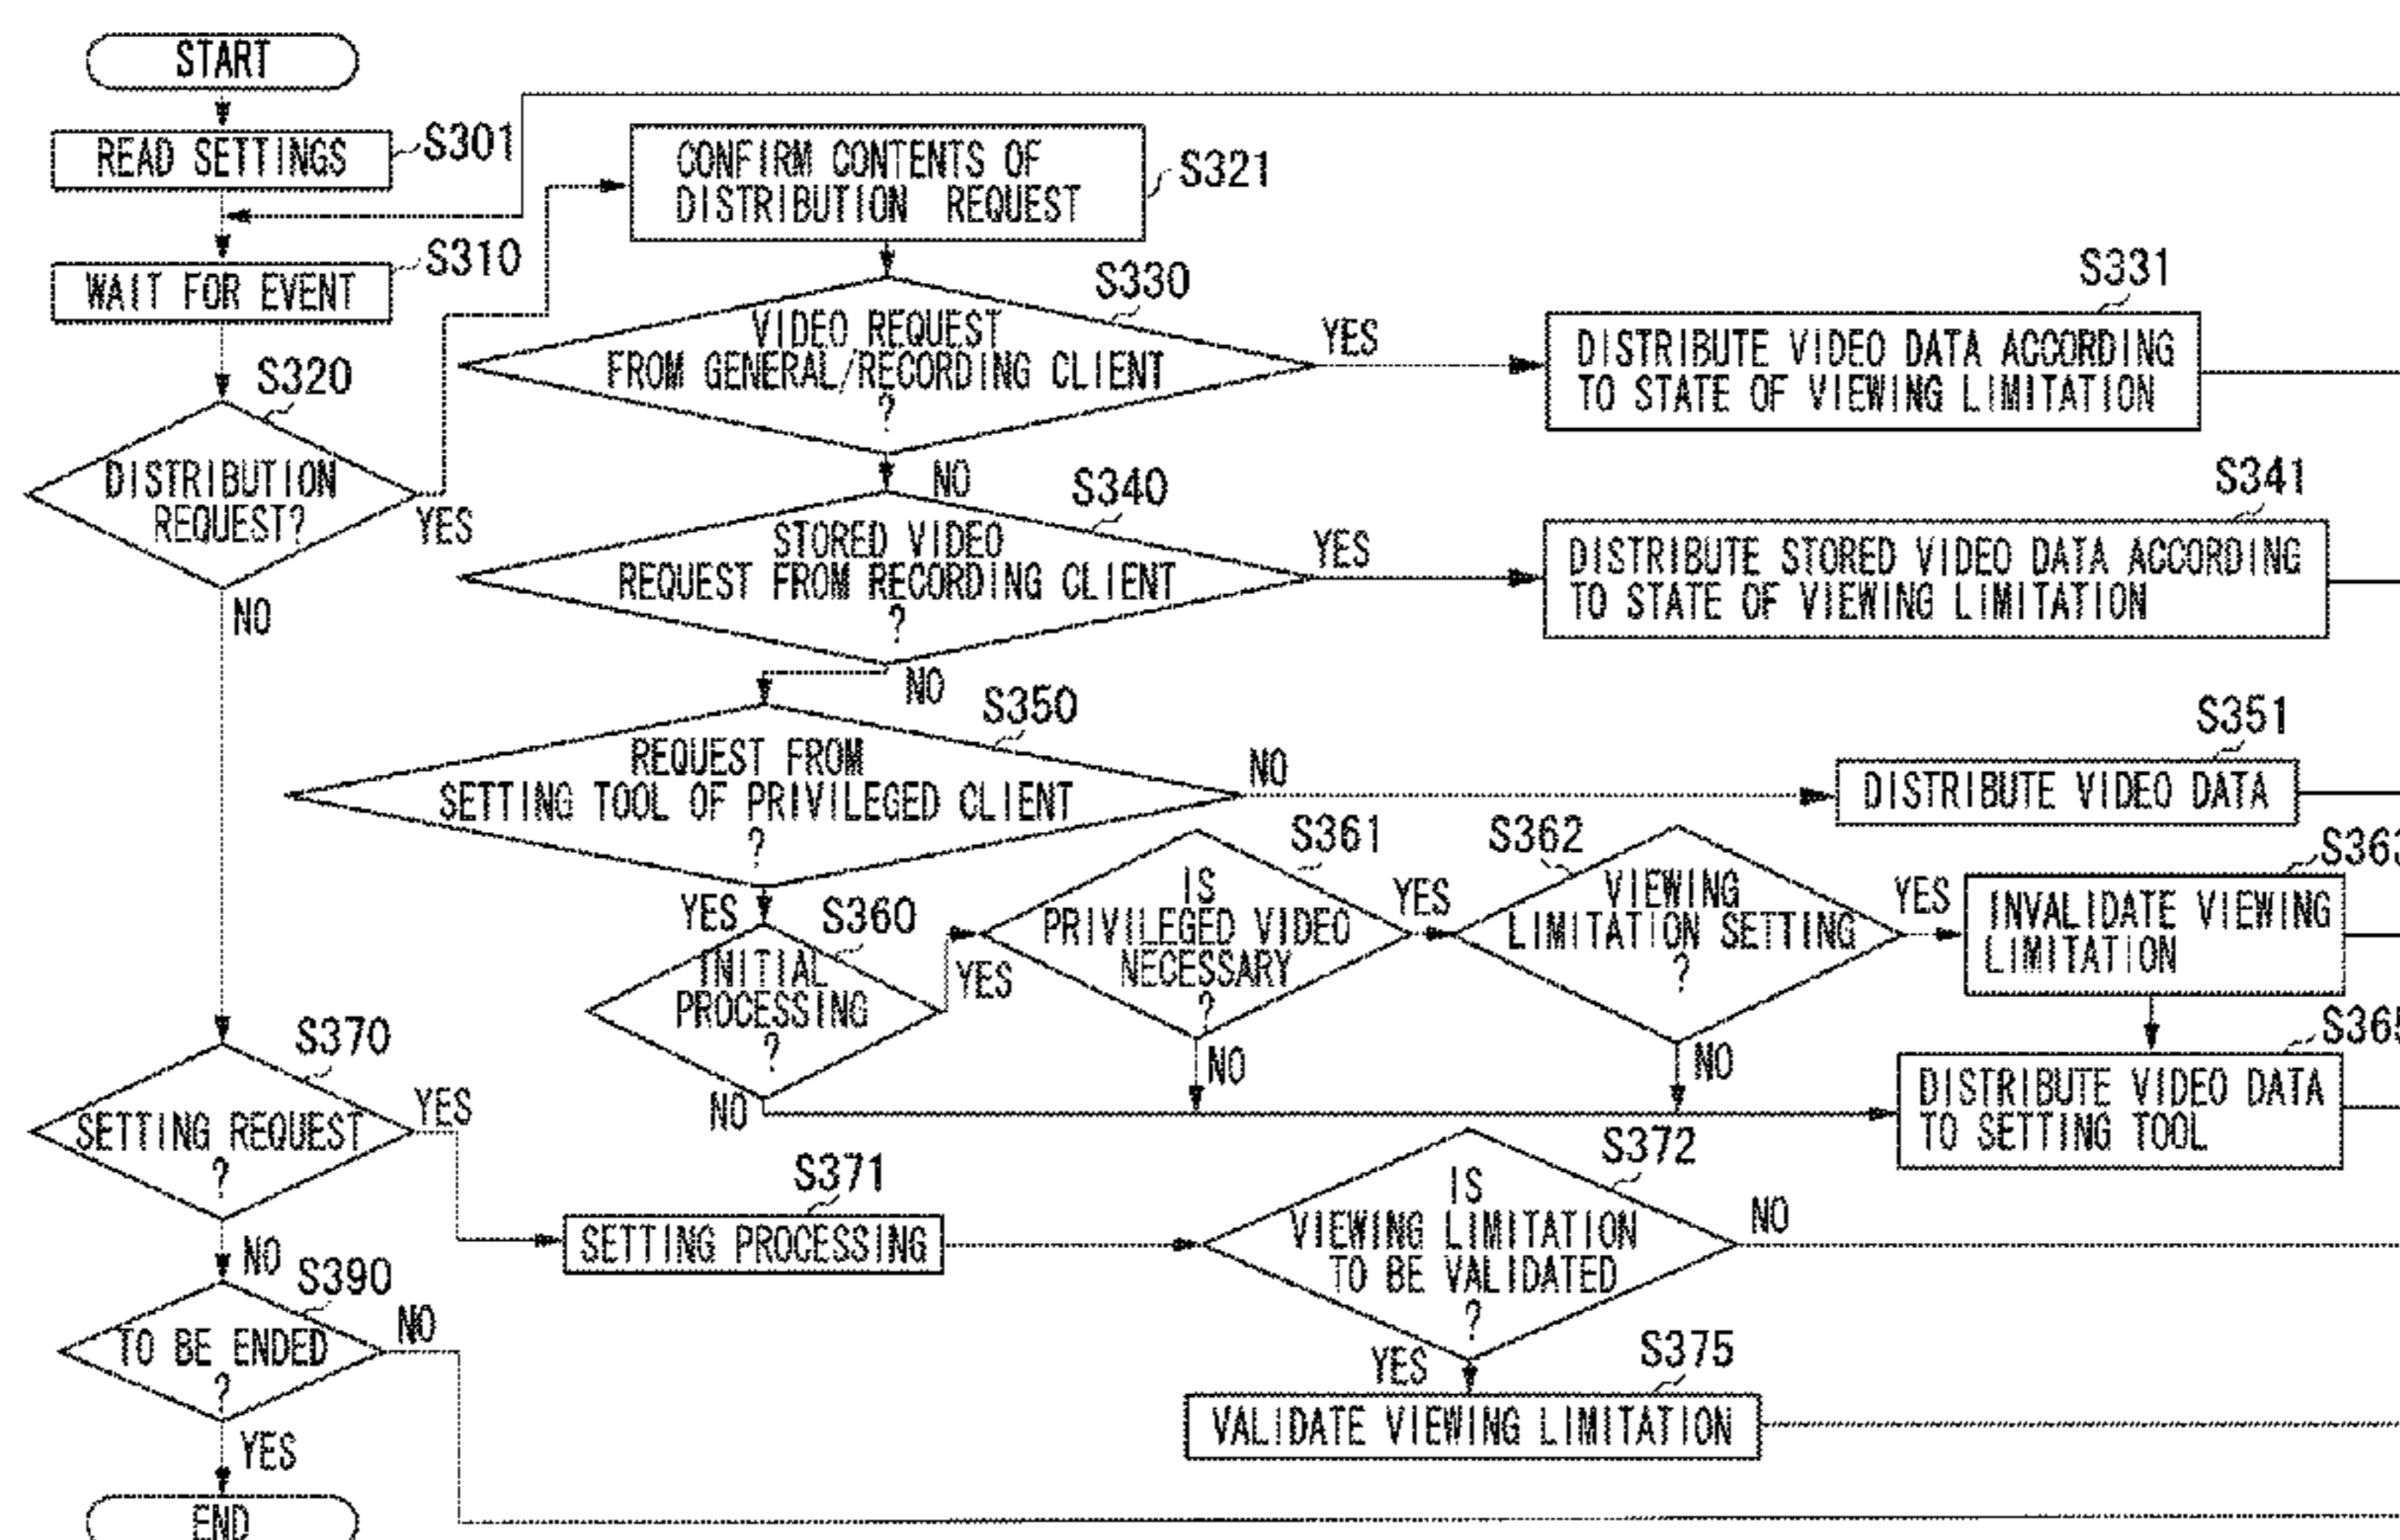 START
READ SETTINGS
S301
WAIT FOR EVENT
S310
S320
DISTRIBUTION
REQUEST?
YES
NO
CONFIRM CONTENTS OF
DISTRIBUTION REQUEST
S321
S330
VIDEO REQUEST
FROM GENERAL/RECORDING CLIENT
?
YES
NO
S331
DISTRIBUTE VIDEO DATA ACCORDING
TO STATE OF VIEWING LIMITATION
S340
STORED VIDEO
REQUEST FROM RECORDING CLIENT
?
YES
NO
S341
DISTRIBUTE STORED VIDEO DATA ACCORDING
TO STATE OF VIEWING LIMITATION
S350
REQUEST FROM
SETTING TOOL OF PRIVILEGED CLIENT
?
NO
YES
S351
DISTRIBUTE VIDEO DATA
S360
INITIAL
PROCESSING
?
YES
NO
S361
IS
PRIVILEGED VIDEO
NECESSARY
?
YES
NO
S362
VIEWING
LIMITATION SETTING
?
YES
NO
S363
INVALIDATE VIEWING
LIMITATION
S365
DISTRIBUTE VIDEO DATA
TO SETTING TOOL
S370
SETTING REQUEST
?
YES
NO
S371
SETTING PROCESSING
S372
IS
VIEWING LIMITATION
TO BE VALIDATED
?
NO
YES
S375
VALIDATE VIEWING LIMITATION
S390
TO BE ENDED
?
NO
YES
END